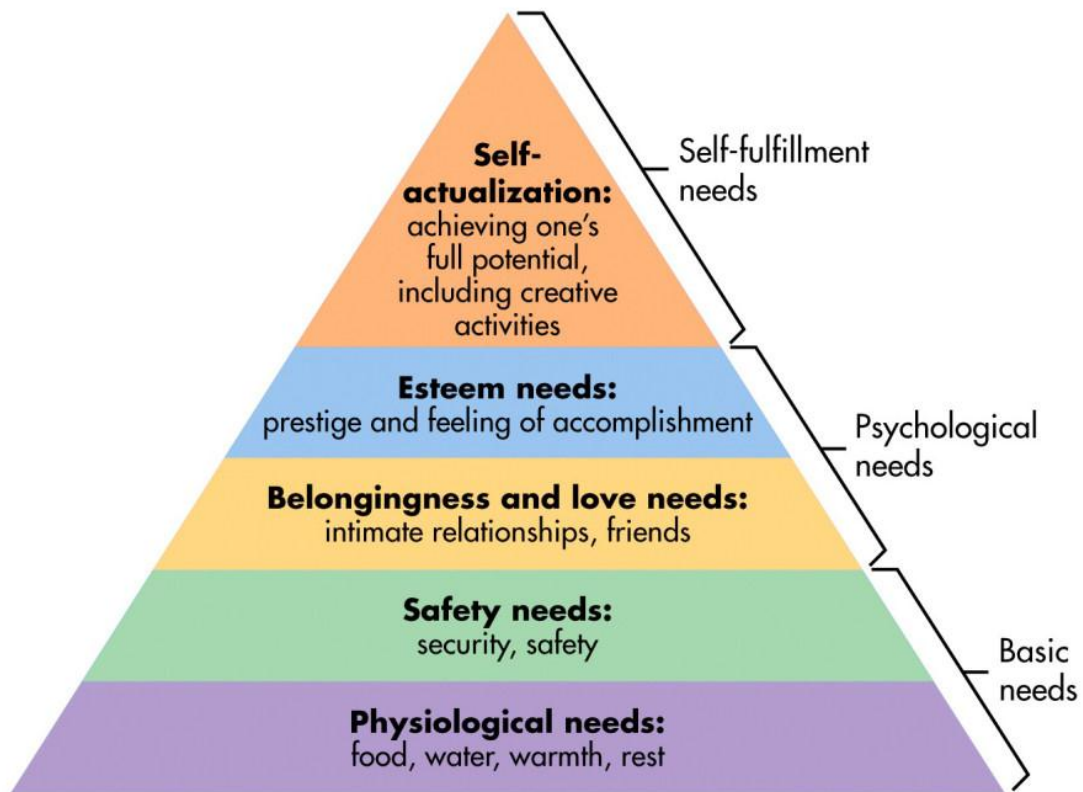 Self-
actualization:
achieving one's
full potential,
including creative
activities
Self-fulfillment
needs
Esteem needs:
prestige and feeling of accomplishment
Psychological
needs
Belongingness and love needs:
intimate relationships, friends
Safety needs:
security, safety
Basic
needs
Physiological needs:
food, water, warmth, rest